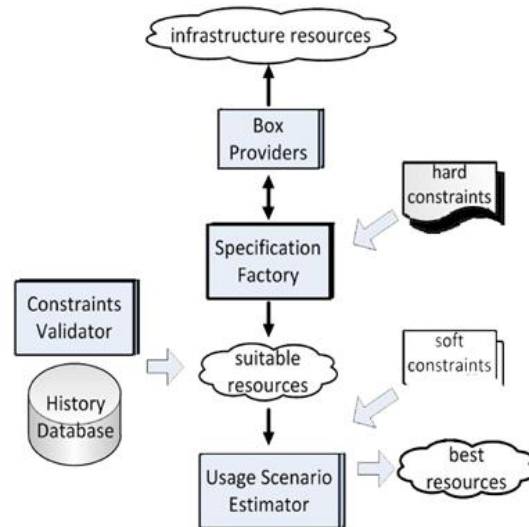 infrastructure resources
Box
Providers
hard
constraints
Specification
Factory
Constraints
Validator
suitable
resources
soft
constraints
History
Database
Usage Scenario
Estimator
best
resources